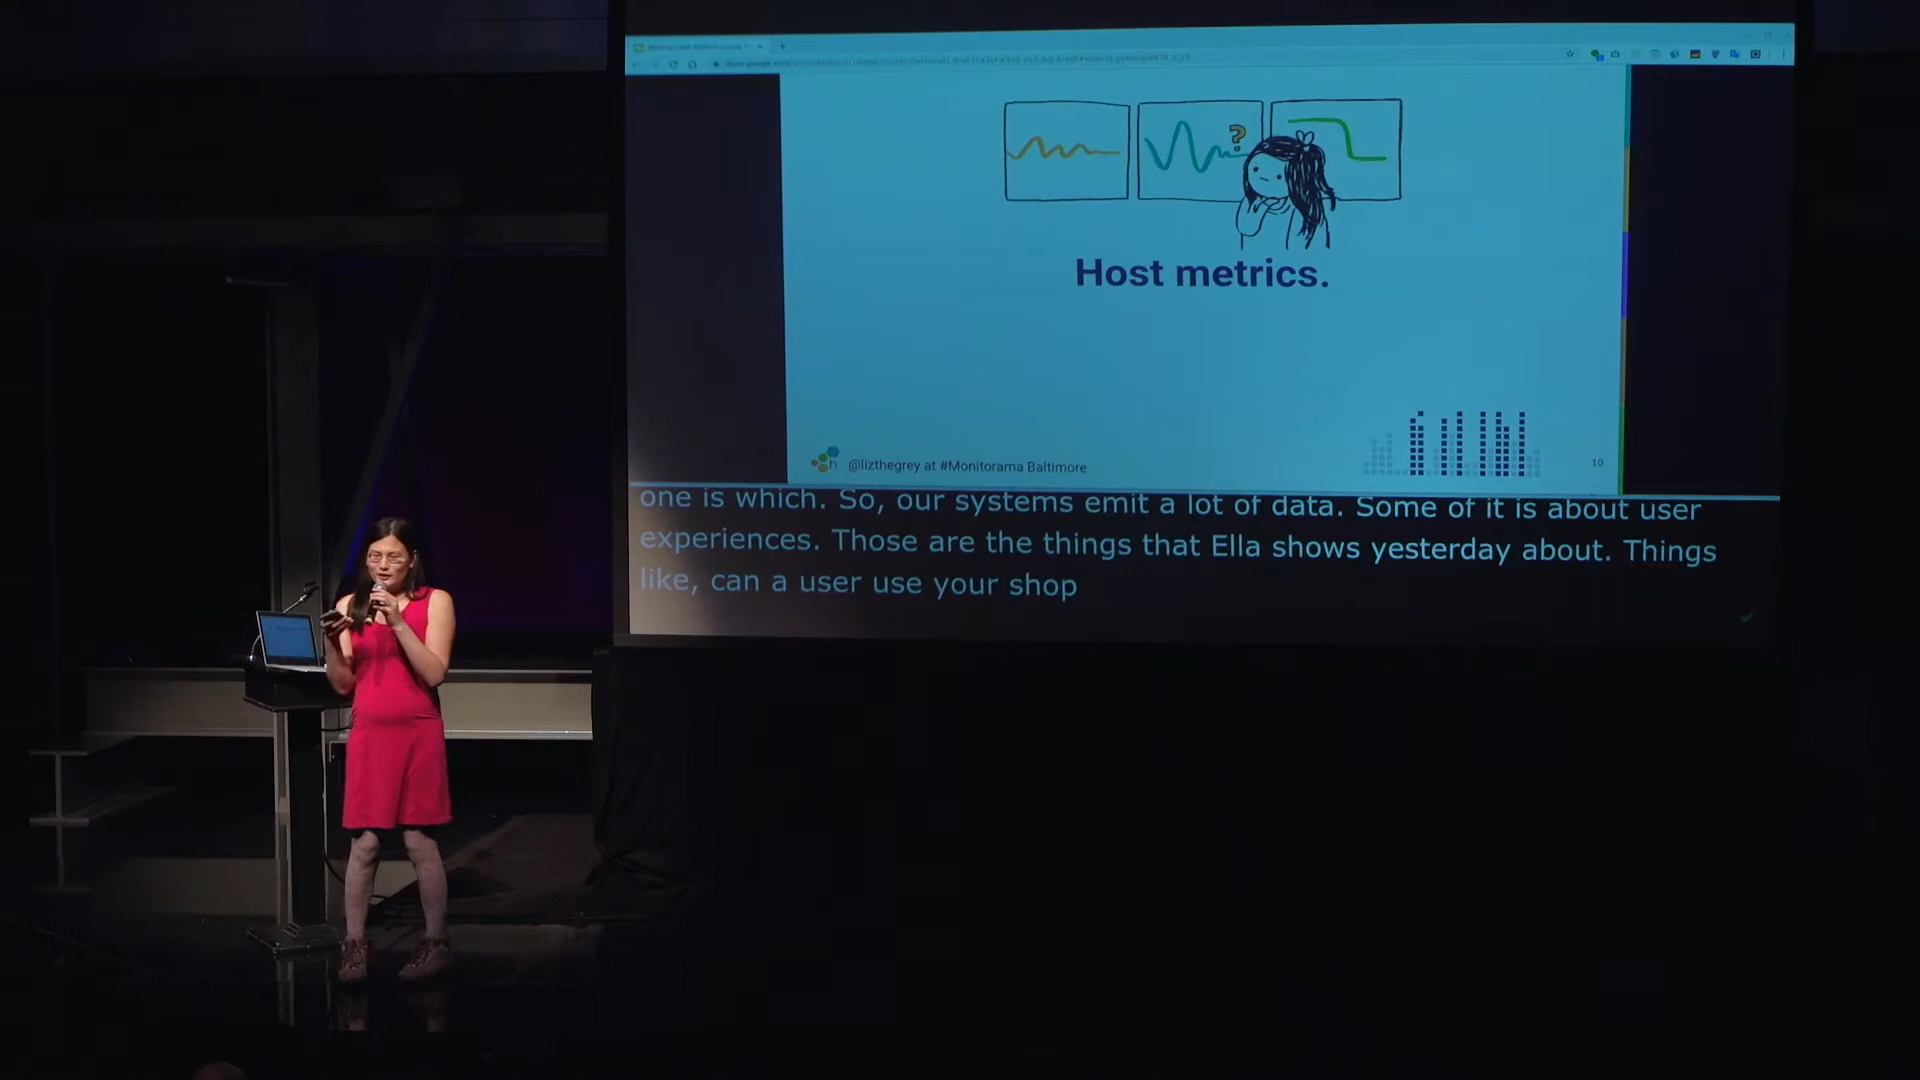 ?
Host metrics.
h
@lizthegrey at #Monitorama Baltimore
10
one is which. So, our systems emit a lot of data. Some of it is about user
experiences. Those are the things that Ella shows yesterday about. Things
like, can a user use your shop